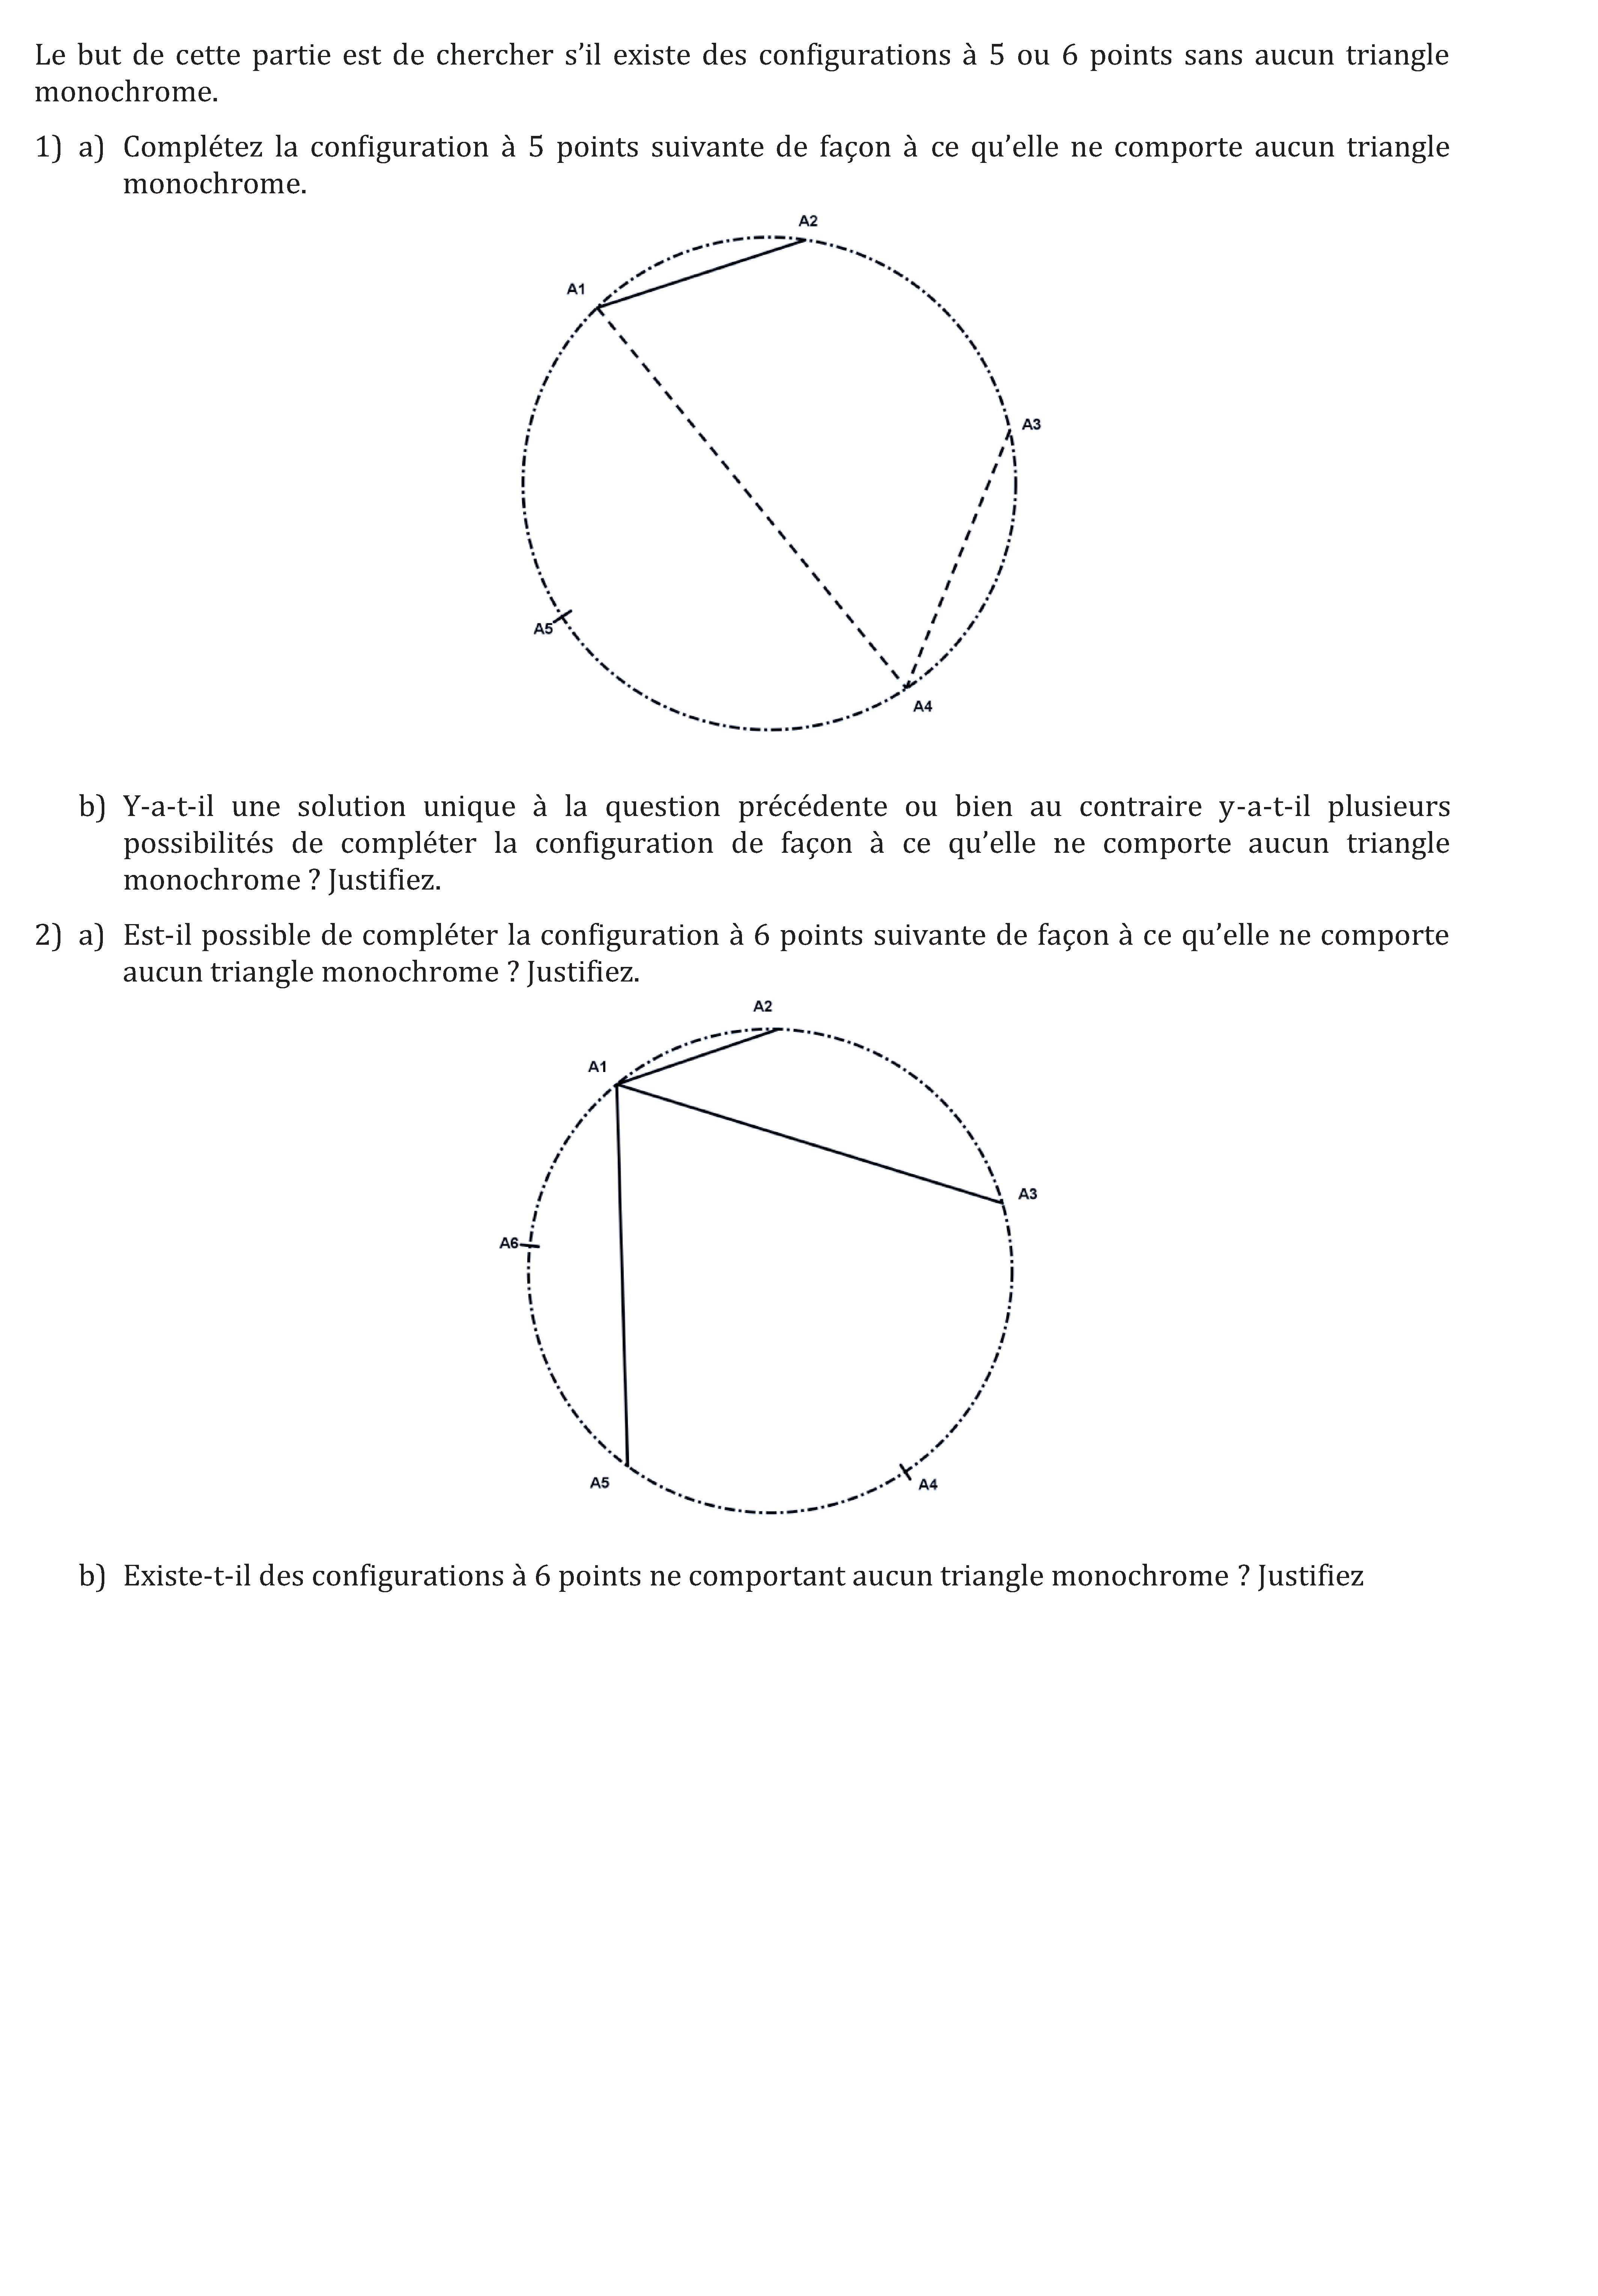 Le but de cette partie est de chercher s’il existe des configurations à 5 ou 6 points sans aucun triangle
monochrome.
1) a) Complétez la configuration à 5 points suivante de façon à ce qu’elle ne comporte aucun triangle
monochrome.
A2
A1
A3
A5
A4
b) Y-a-t-il une solution unique à la question précédente ou bien au contraire y-a-t-il plusieurs
possibilités de compléter la configuration de façon à ce qu’elle ne comporte aucun triangle
monochrome ? Justifiez.
2) a) Est-il possible de compléter la configuration à 6 points suivante de façon à ce qu’elle ne comporte
aucun triangle monochrome ? Justifiez.
A2
A1
A3
A6
A5
A4
b) Existe-t-il des configurations à 6 points ne comportant aucun triangle monochrome ? Justifiez